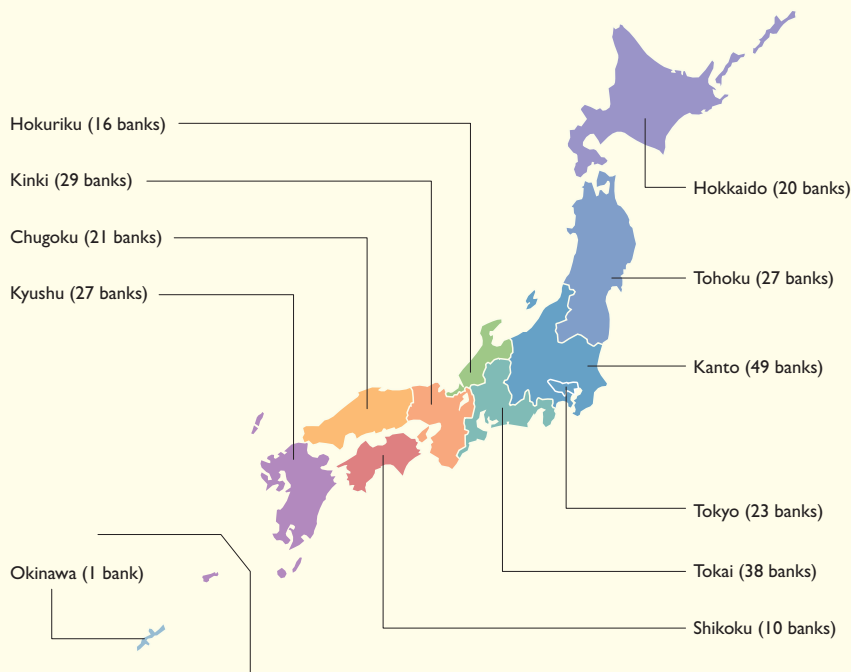 Hokuriku (16 banks)
Kinki (29 banks)
Chugoku (21 banks)
Kyushu (27 banks)
Okinawa (1 bank)
Hokkaido (20 banks)
Tohoku (27 banks)
Kanto (49 banks)
Tokyo (23 banks)
Tokai (38 banks)
Shikoku (10 banks)